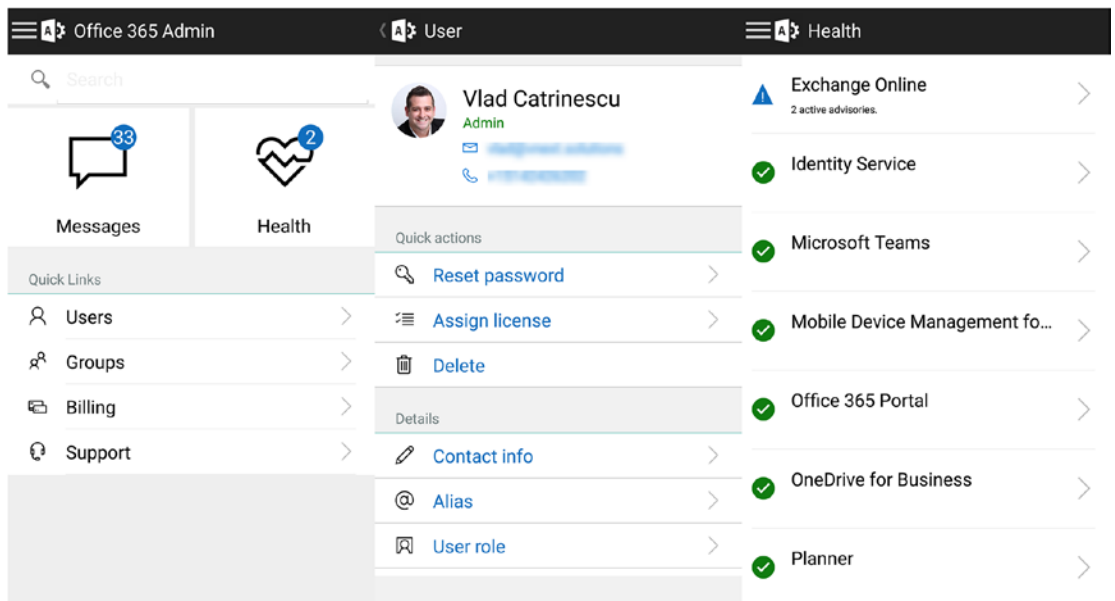 Office 365 Admin
Search
33
Messages
2
Health
Quick Links
Users
Groups
Billing
Support
User
Vlad Catrinescu
Admin
Quick actions
Reset password
Assign license
Delete
Details
Contact info
Alias
User role
Health
Exchange Online
2 active advisories.
Identity Service
Microsoft Teams
Mobile Device Management fo...
Office 365 Portal
OneDrive for Business
Planner